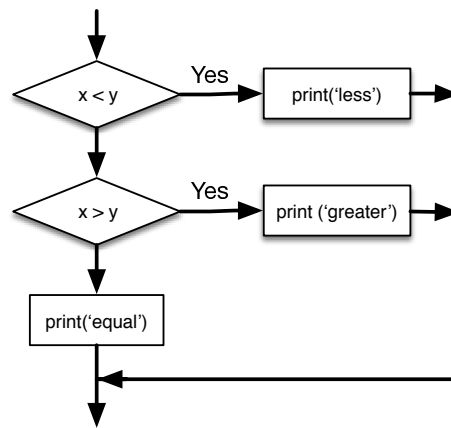 Yes
x < y
print(‘less’)
Yes
x > y
print (‘greater’)
print(‘equal’)